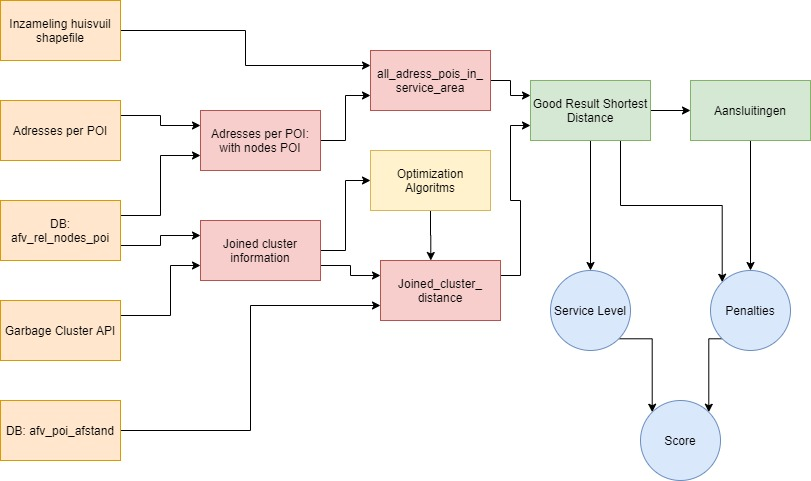 Inzameling huisvuil
shapefile
all_adress_pois_in_
service_area
Good Result Shortest
Distance
Aansluitingen
Adresses per POI
Adresses per POI:
with nodes POI
Optimization
Algoritms
DB:
afv_rel_nodes_poi
Joined cluster
information
Joined_cluster_
distance
Garbage Cluster API
Service Level
Penalties
DB: afv_poi_afstand
Score